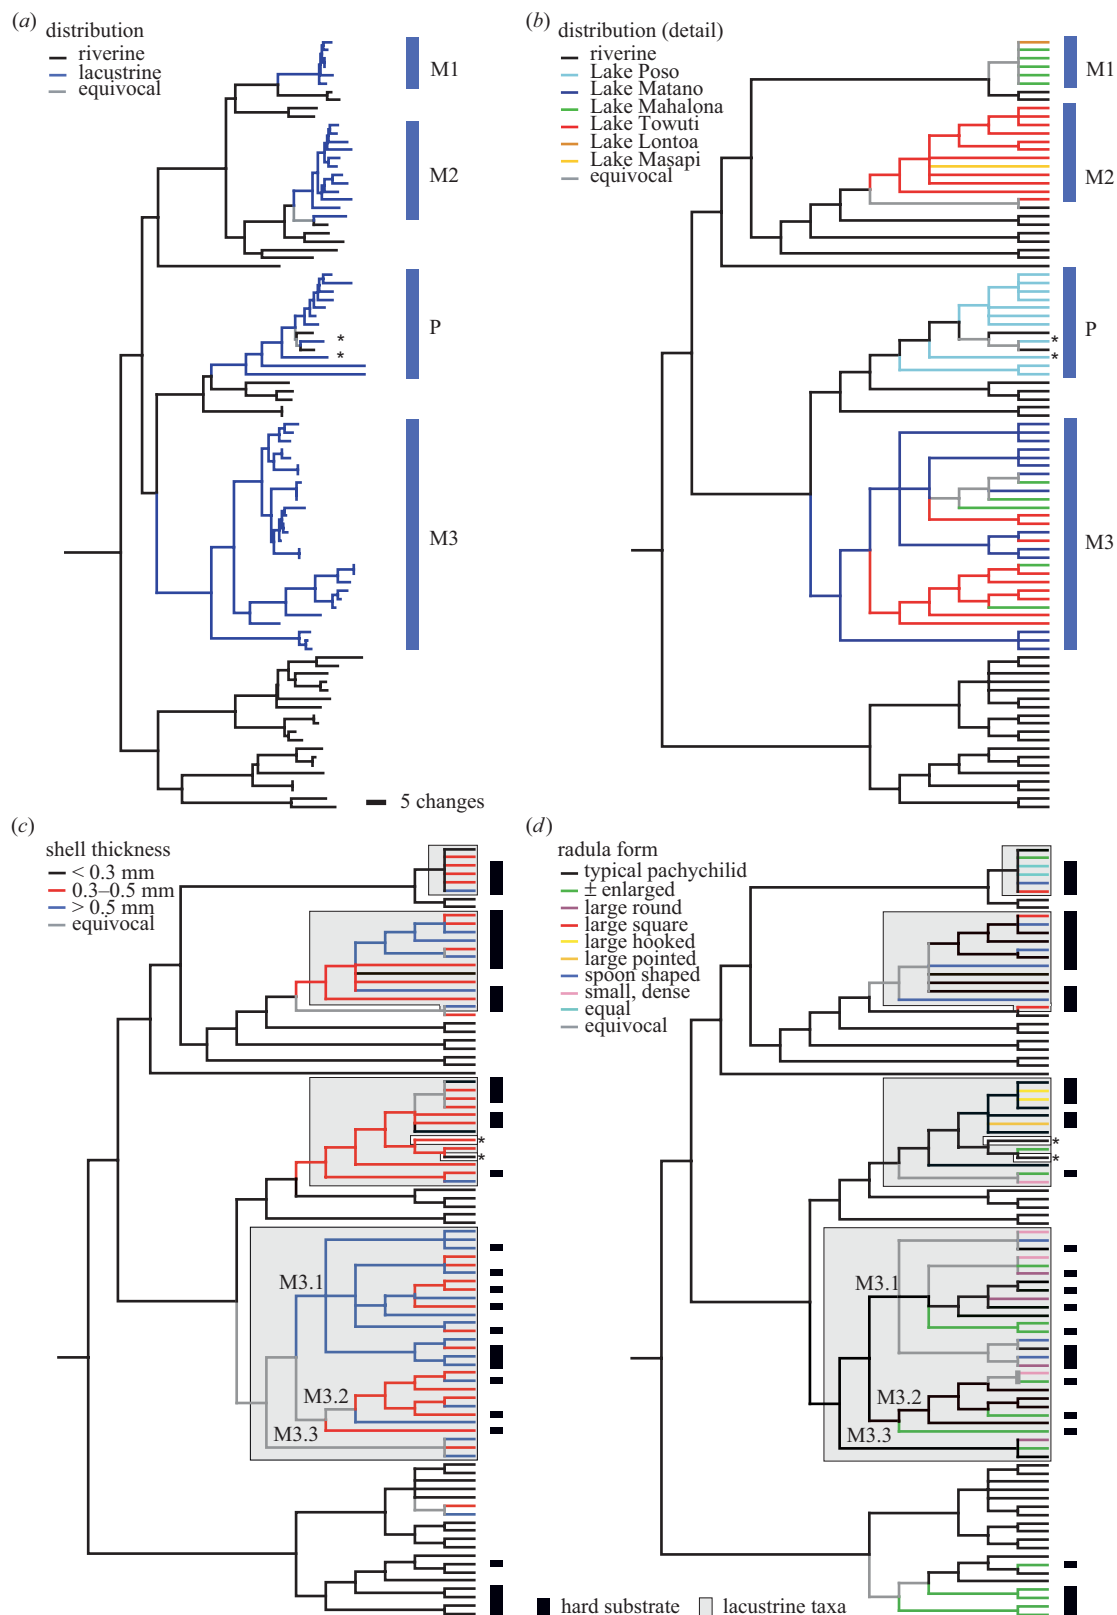 (a) distribution
riverine
lacustrine
equivocal
M1
M2
P
*
*
M3
5 changes
(b) distribution (detail)
riverine
Lake Poso
Lake Matano
Lake Mahalona
Lake Towuti
Lake Lontoa
Lake Masapi
equivocal
M1
M2
P
*
*
M3
(c)
shell thickness
< 0.3 mm
0.3–0.5 mm
> 0.5 mm
equivocal
*
*
M3.1
M3.2
M3.3
(d)
radula form
typical pachychilid
± enlarged
large round
large square
large hooked
large pointed
spoon shaped
small, dense
equal
equivocal
*
*
M3.1
M3.2
M3.3
hard substrate
lacustrine taxa